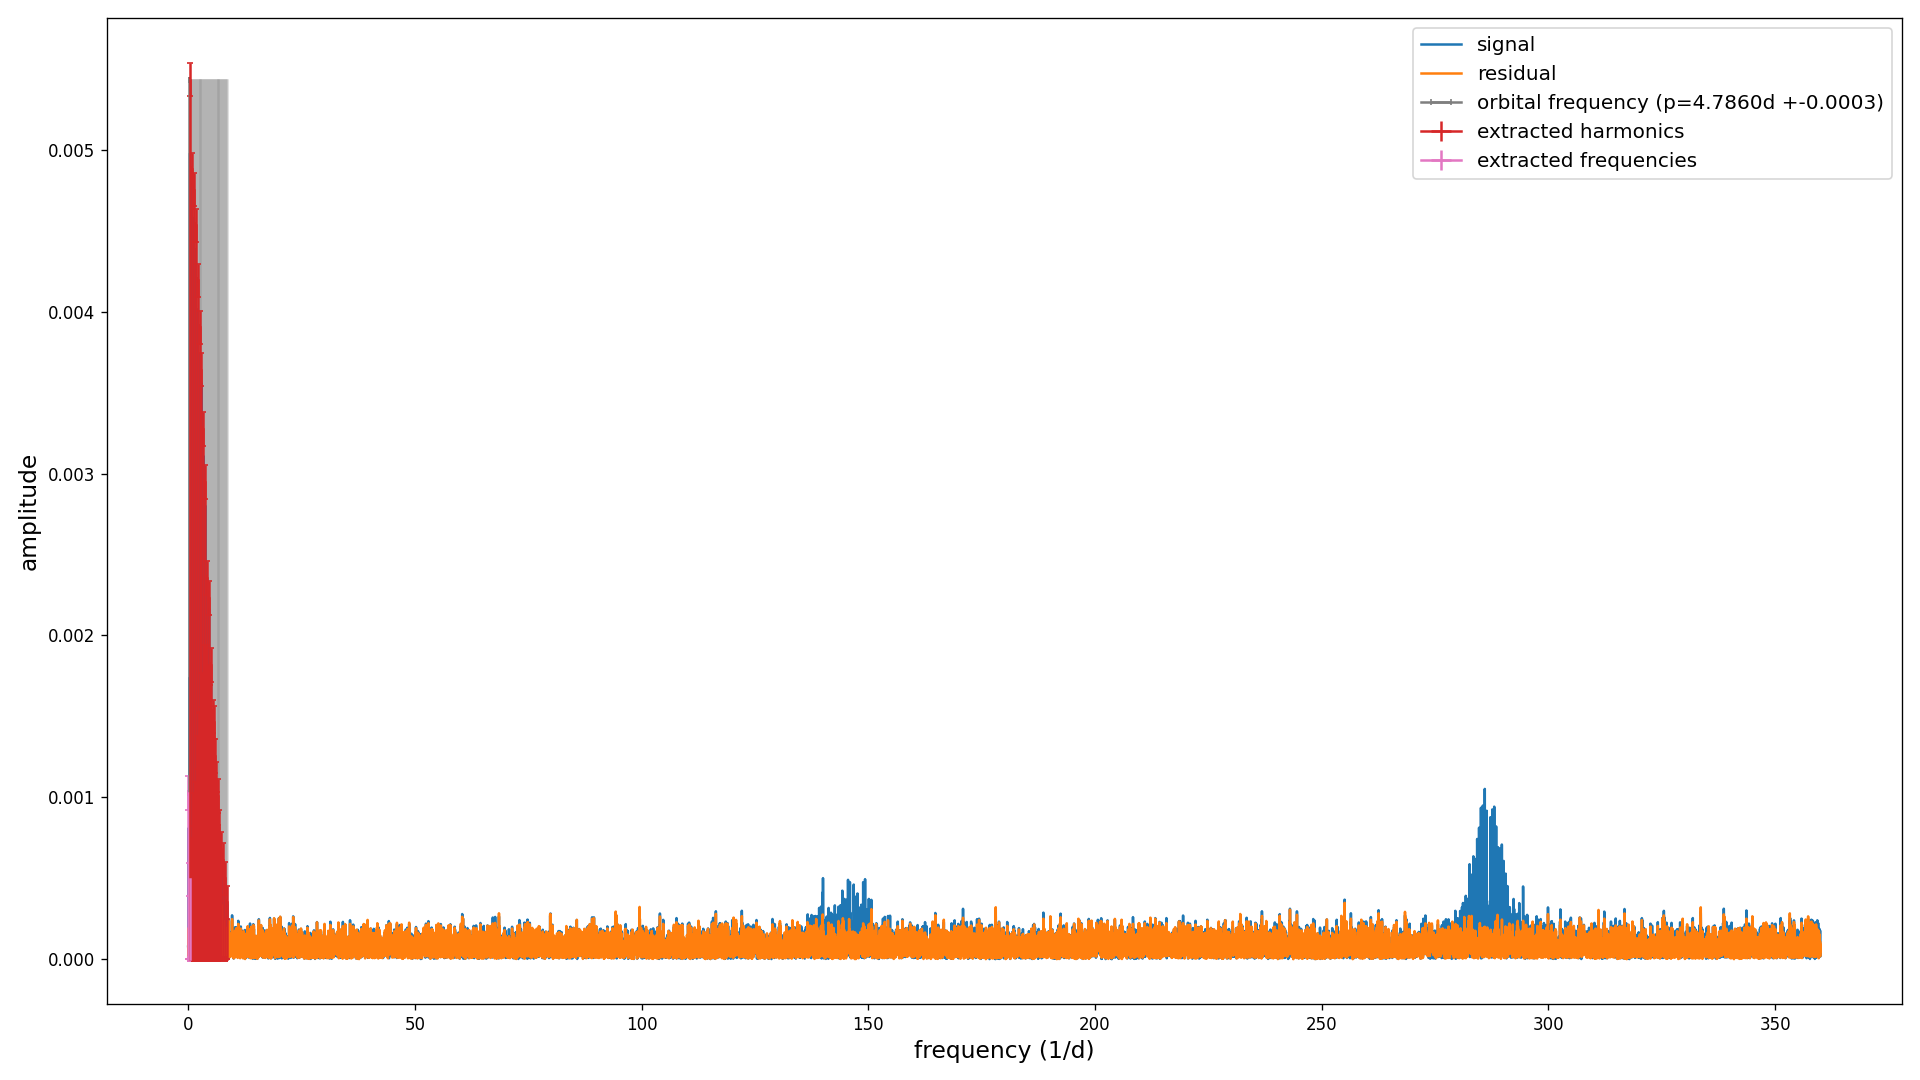 signal
residual
orbital frequency (p=4.7860d +-0.0003)
extracted harmonics
extracted frequencies
0.005
0.004
0.003
0.002
0.001
0.000
amplitude
0 50 100 150 200 250 300 350
frequency (1/d)